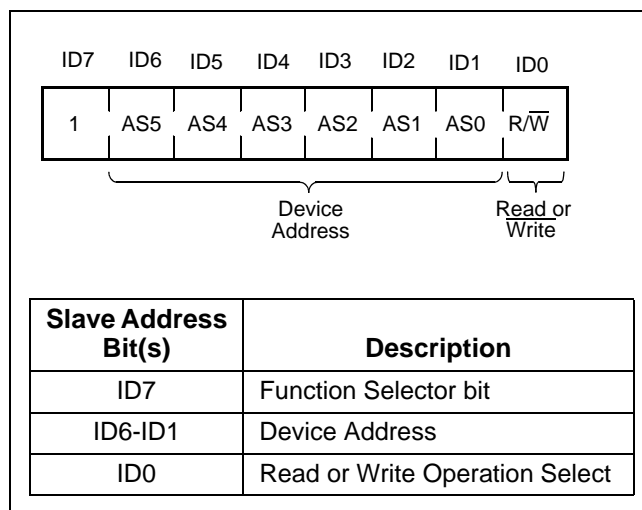 ID7 ID6 ID5 ID4 ID3 ID2 ID1 ID0
1 AS5 AS4 AS3 AS2 AS1 AS0 R/W̅
Device Address
Read or W̅r̅i̅t̅e̅
Slave Address Bit(s) Description
ID7 Function Selector bit
ID6-ID1 Device Address
ID0 Read or Write Operation Select